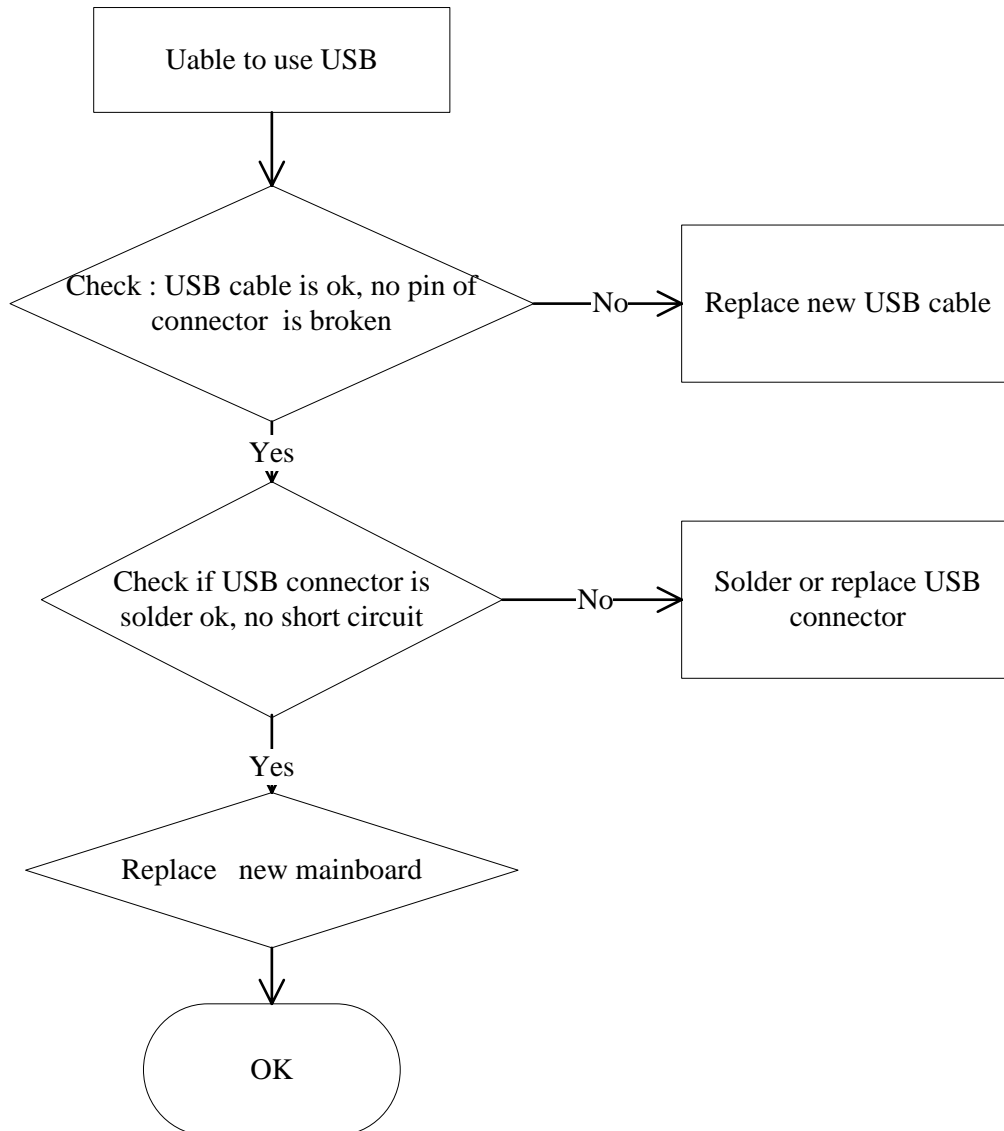 Uable to use USB
Check : USB cable is ok, no pin of
connector is broken
No
Replace new USB cable
Yes
Check if USB connector is
solder ok, no short circuit
No
Solder or replace USB
connector
Yes
Replace new mainboard
OK